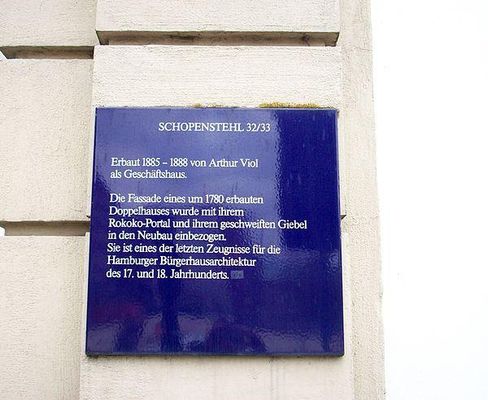 SCHOPENSTEHL 32/33
Erbaut 1885 – 1888 von Arthur Viol
als Geschäftshaus.
Die Fassade eines um 1780 erbauten
Doppelhauses wurde mit ihrem
Rokoko-Portal und ihrem geschweiften Giebel
in den Neubau einbezogen.
Sie ist eines der letzten Zeugnisse für die
Hamburger Bürgerhausarchitektur
des 17. und 18. Jahrhunderts.